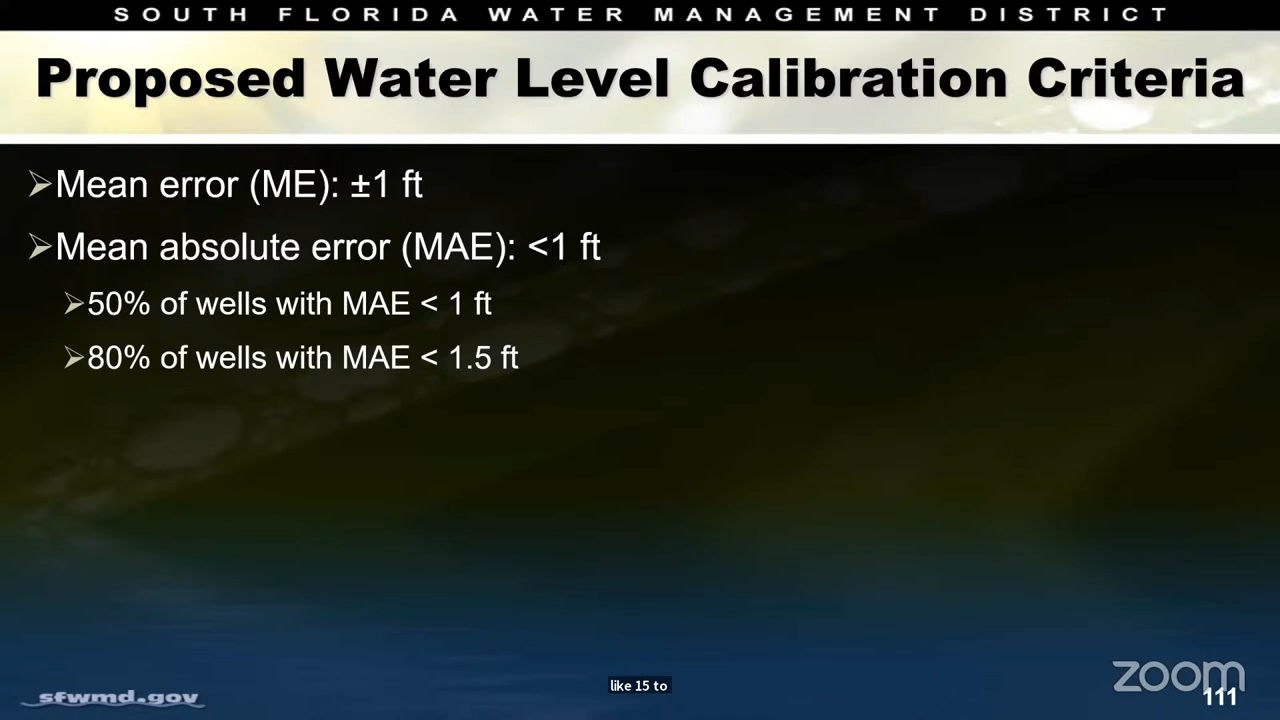 SOUTH FLORIDA WATER MANAGEMENT DISTRICT
Proposed Water Level Calibration Criteria
➢Mean error (ME): ±1 ft
➢Mean absolute error (MAE): <1 ft
➢50% of wells with MAE < 1 ft
➢80% of wells with MAE < 1.5 ft
like 15 to
sfwmd.gov
zoom
111